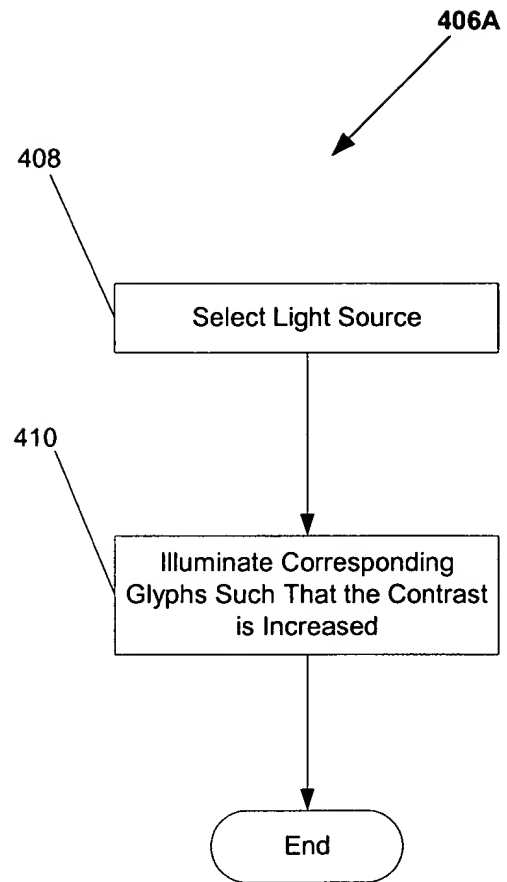 406A
408
Select Light Source
410
Illuminate Corresponding
Glyphs Such That the Contrast
is Increased
End